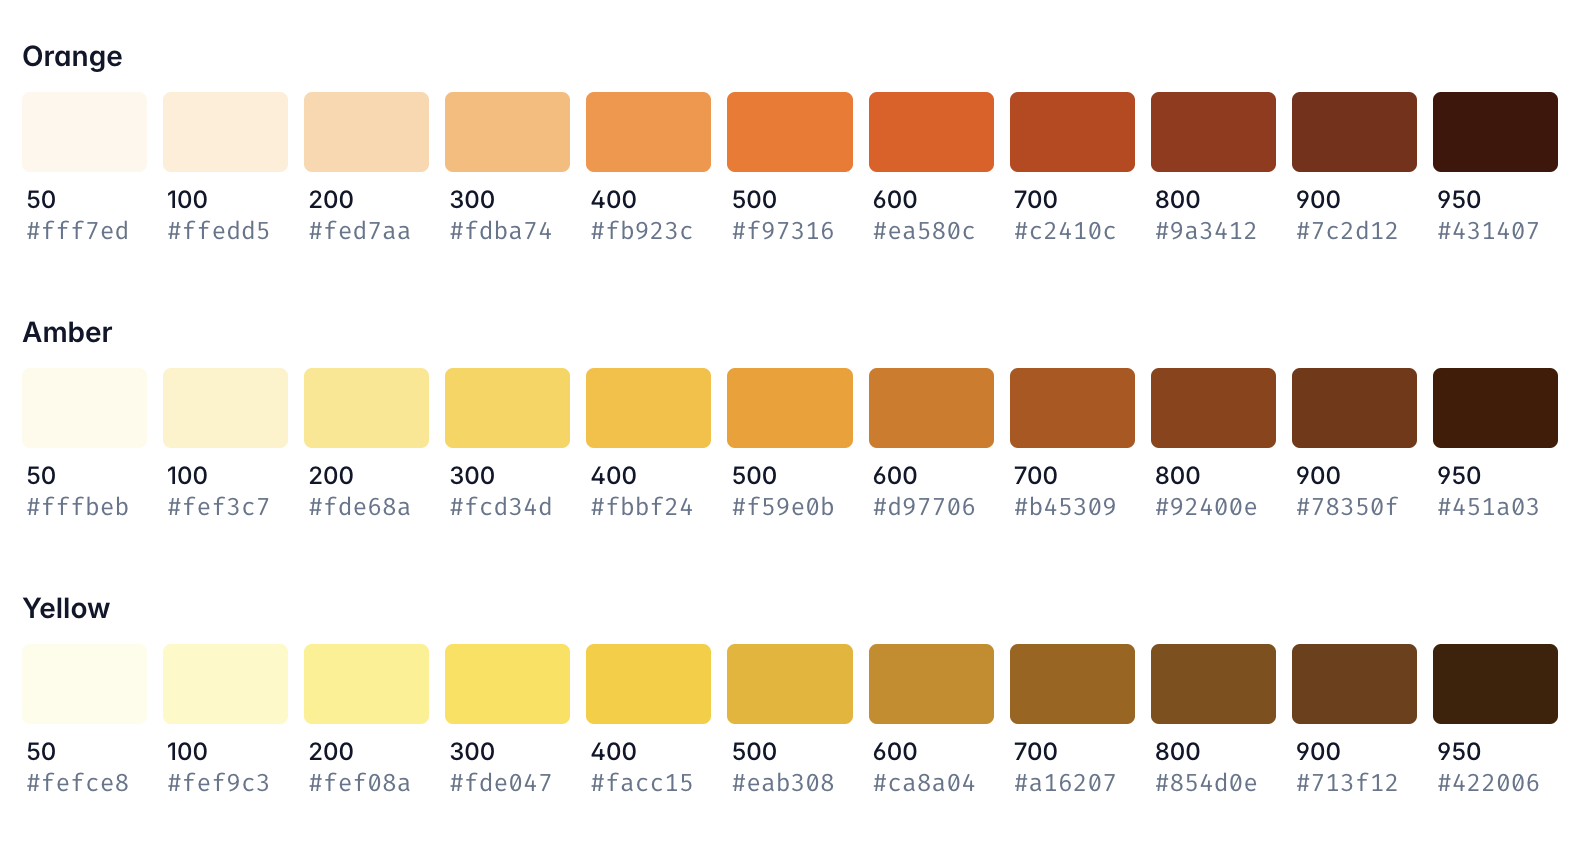 Orange
50 100 200 300 400 500 600 700 800 900 950
#fff7ed #ffedd5 #fed7aa #fdba74 #fb923c #f97316 #ea580c #c2410c #9a3412 #7c2d12 #431407
Amber
50 100 200 300 400 500 600 700 800 900 950
#fffbeb #fef3c7 #fde68a #fcd34d #fbbf24 #f59e0b #d97706 #b45309 #92400e #78350f #451a03
Yellow
50 100 200 300 400 500 600 700 800 900 950
#fefce8 #fef9c3 #fef08a #fde047 #facc15 #eab308 #ca8a04 #a16207 #854d0e #713f12 #422006